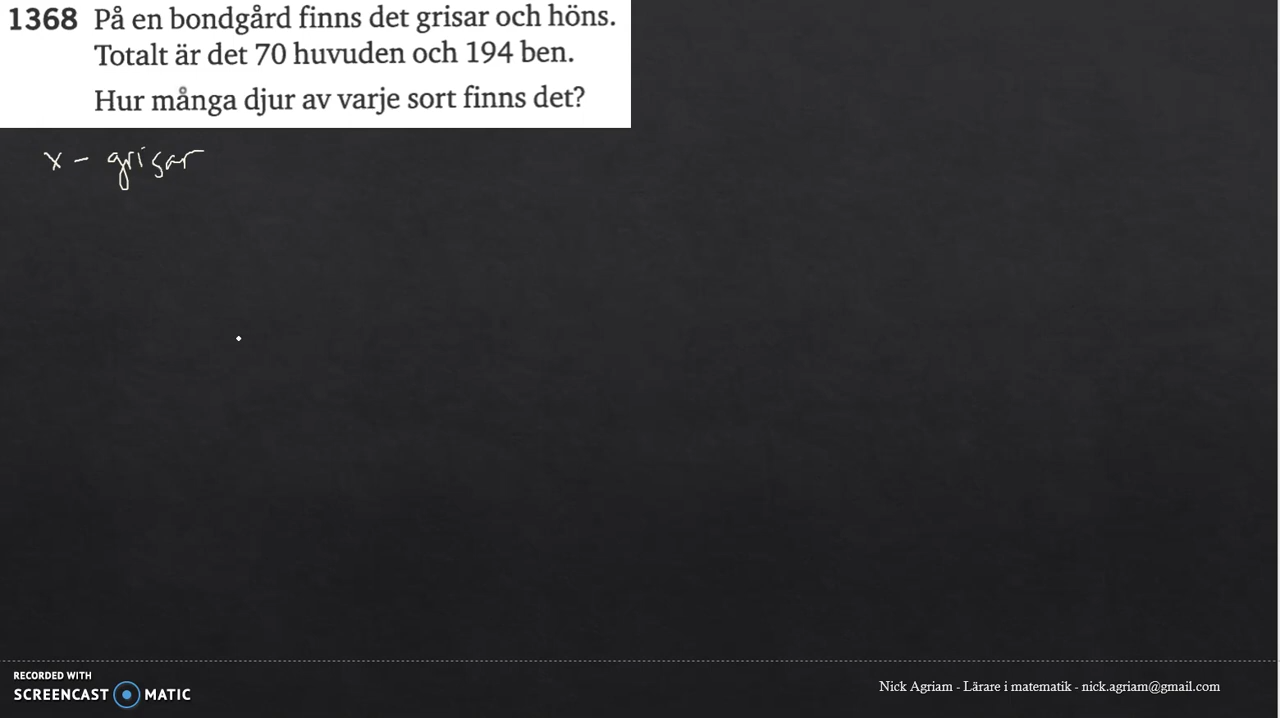 1368 På en bondgård finns det grisar och höns.
Totalt är det 70 huvuden och 194 ben.
Hur många djur av varje sort finns det?
x - grisar
RECORDED WITH
SCREENCAST MATIC
Nick Agriam - Lärare i matematik - nick.agriam@gmail.com